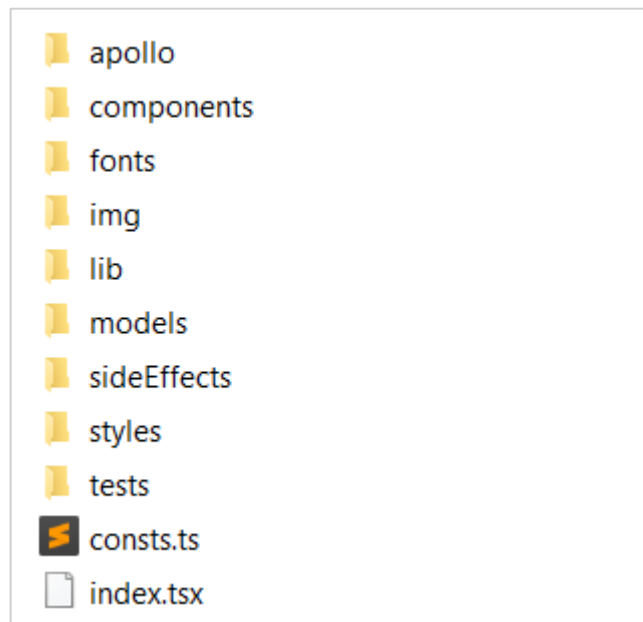 apollo
components
fonts
img
lib
models
sideEffects
styles
tests
consts.ts
index.tsx